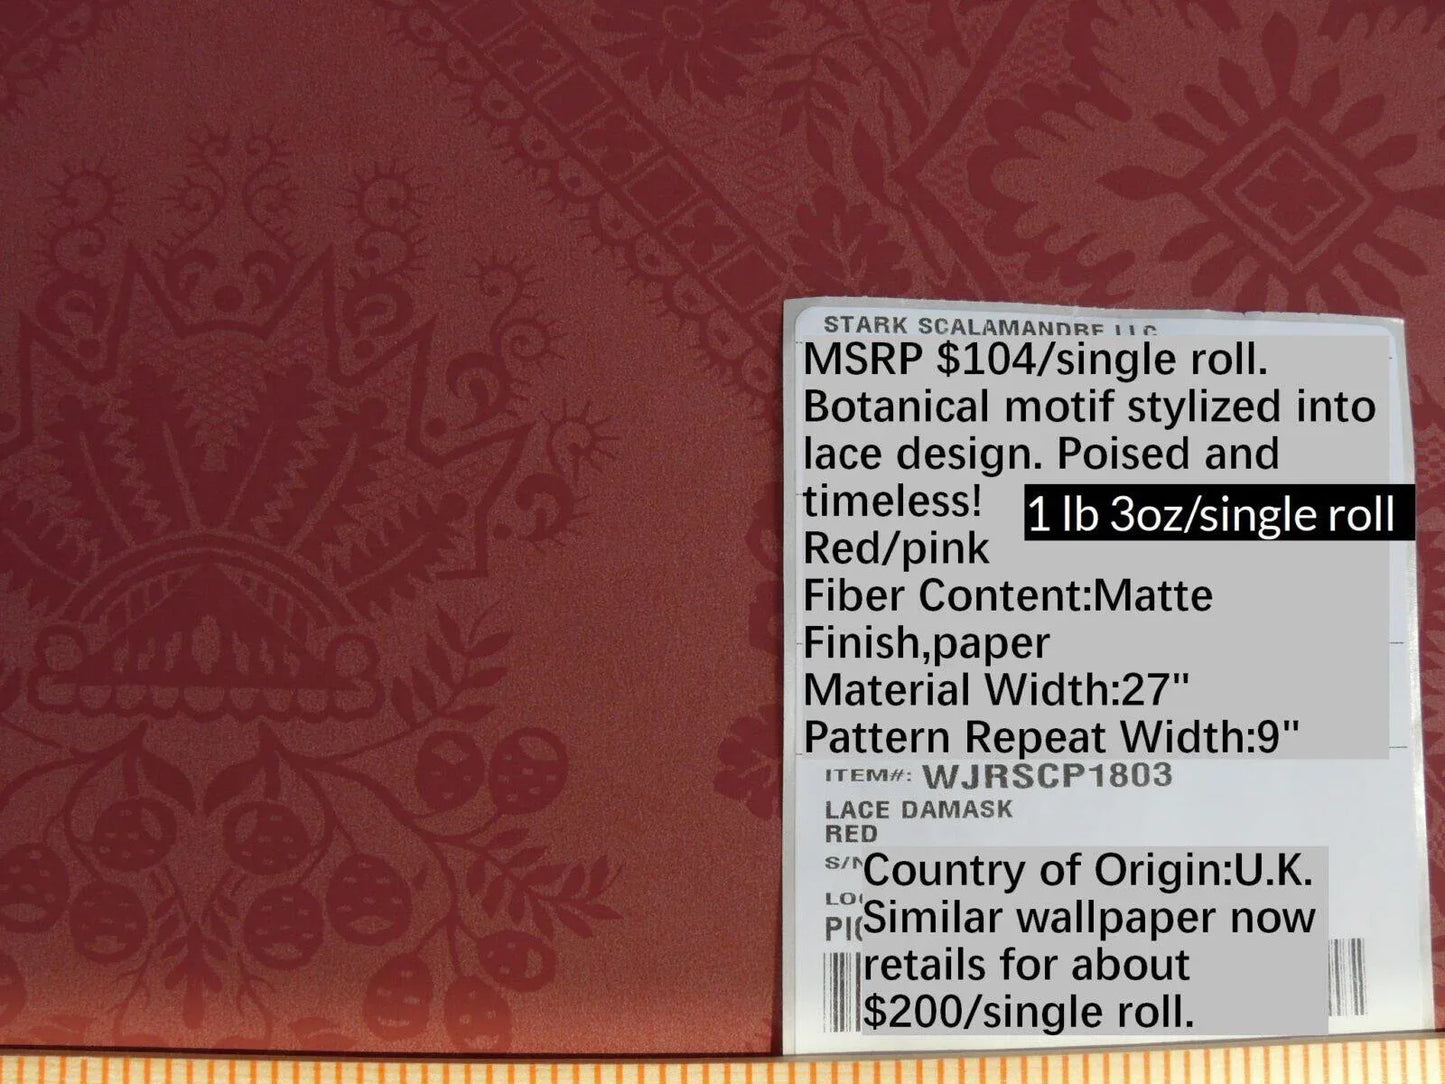 STARK SCALAMANDRE LLC
MSRP $104/single roll.
Botanical motif stylized into
lace design. Poised and
timeless!
1 lb 3oz/single roll
Red/pink
Fiber Content:Matte
Finish,paper
Material Width:27"
Pattern Repeat Width:9"
ITEM#: WJRSCP1803
LACE DAMASK
RED
S/N
Country of Origin:U.K.
Similar wallpaper now
retails for about
$200/single roll.